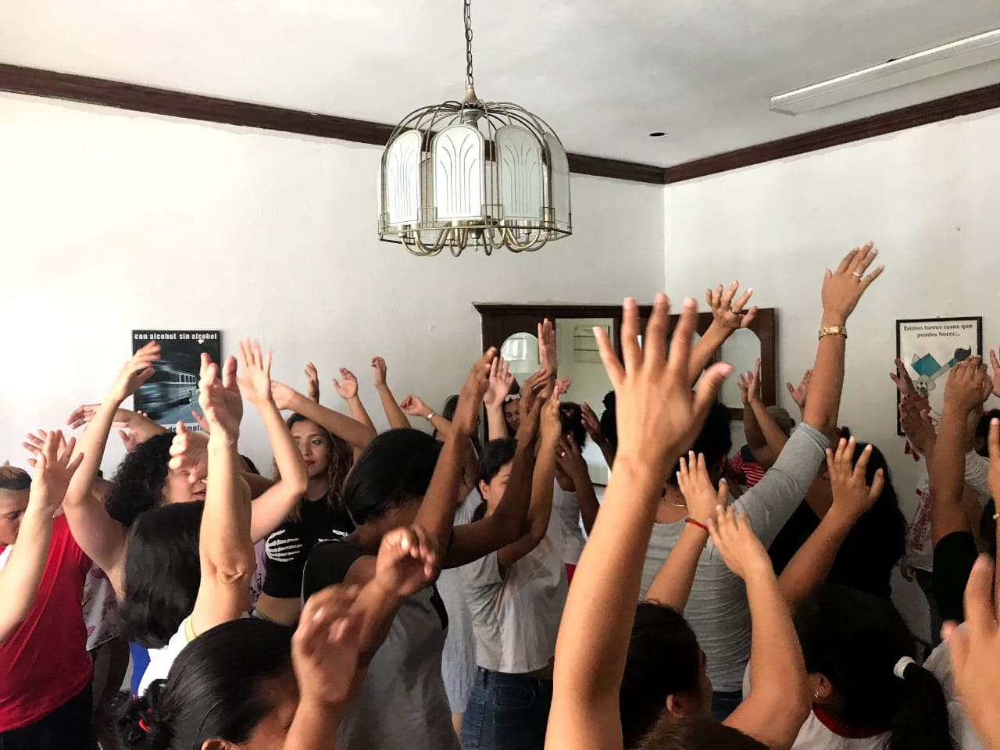 con alcohol sin alcohol
Existen tantas cosas que
puedes hacer...